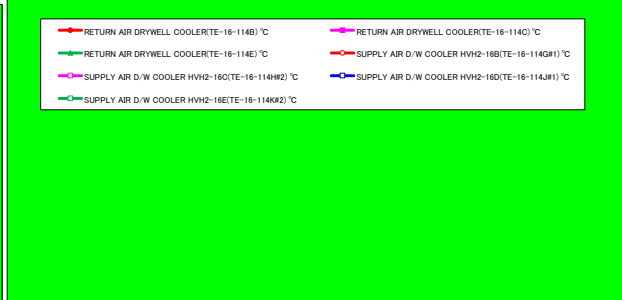 RETURN AIR DRYWELL COOLER(TE-16-114B) ℃
RETURN AIR DRYWELL COOLER(TE-16-114C) ℃
RETURN AIR DRYWELL COOLER(TE-16-114E) ℃
SUPPLY AIR D/W COOLER HVH2-16B(TE-16-114G#1) ℃
SUPPLY AIR D/W COOLER HVH2-16C(TE-16-114H#2) ℃
SUPPLY AIR D/W COOLER HVH2-16D(TE-16-114J#1) ℃
SUPPLY AIR D/W COOLER HVH2-16E(TE-16-114K#2) ℃